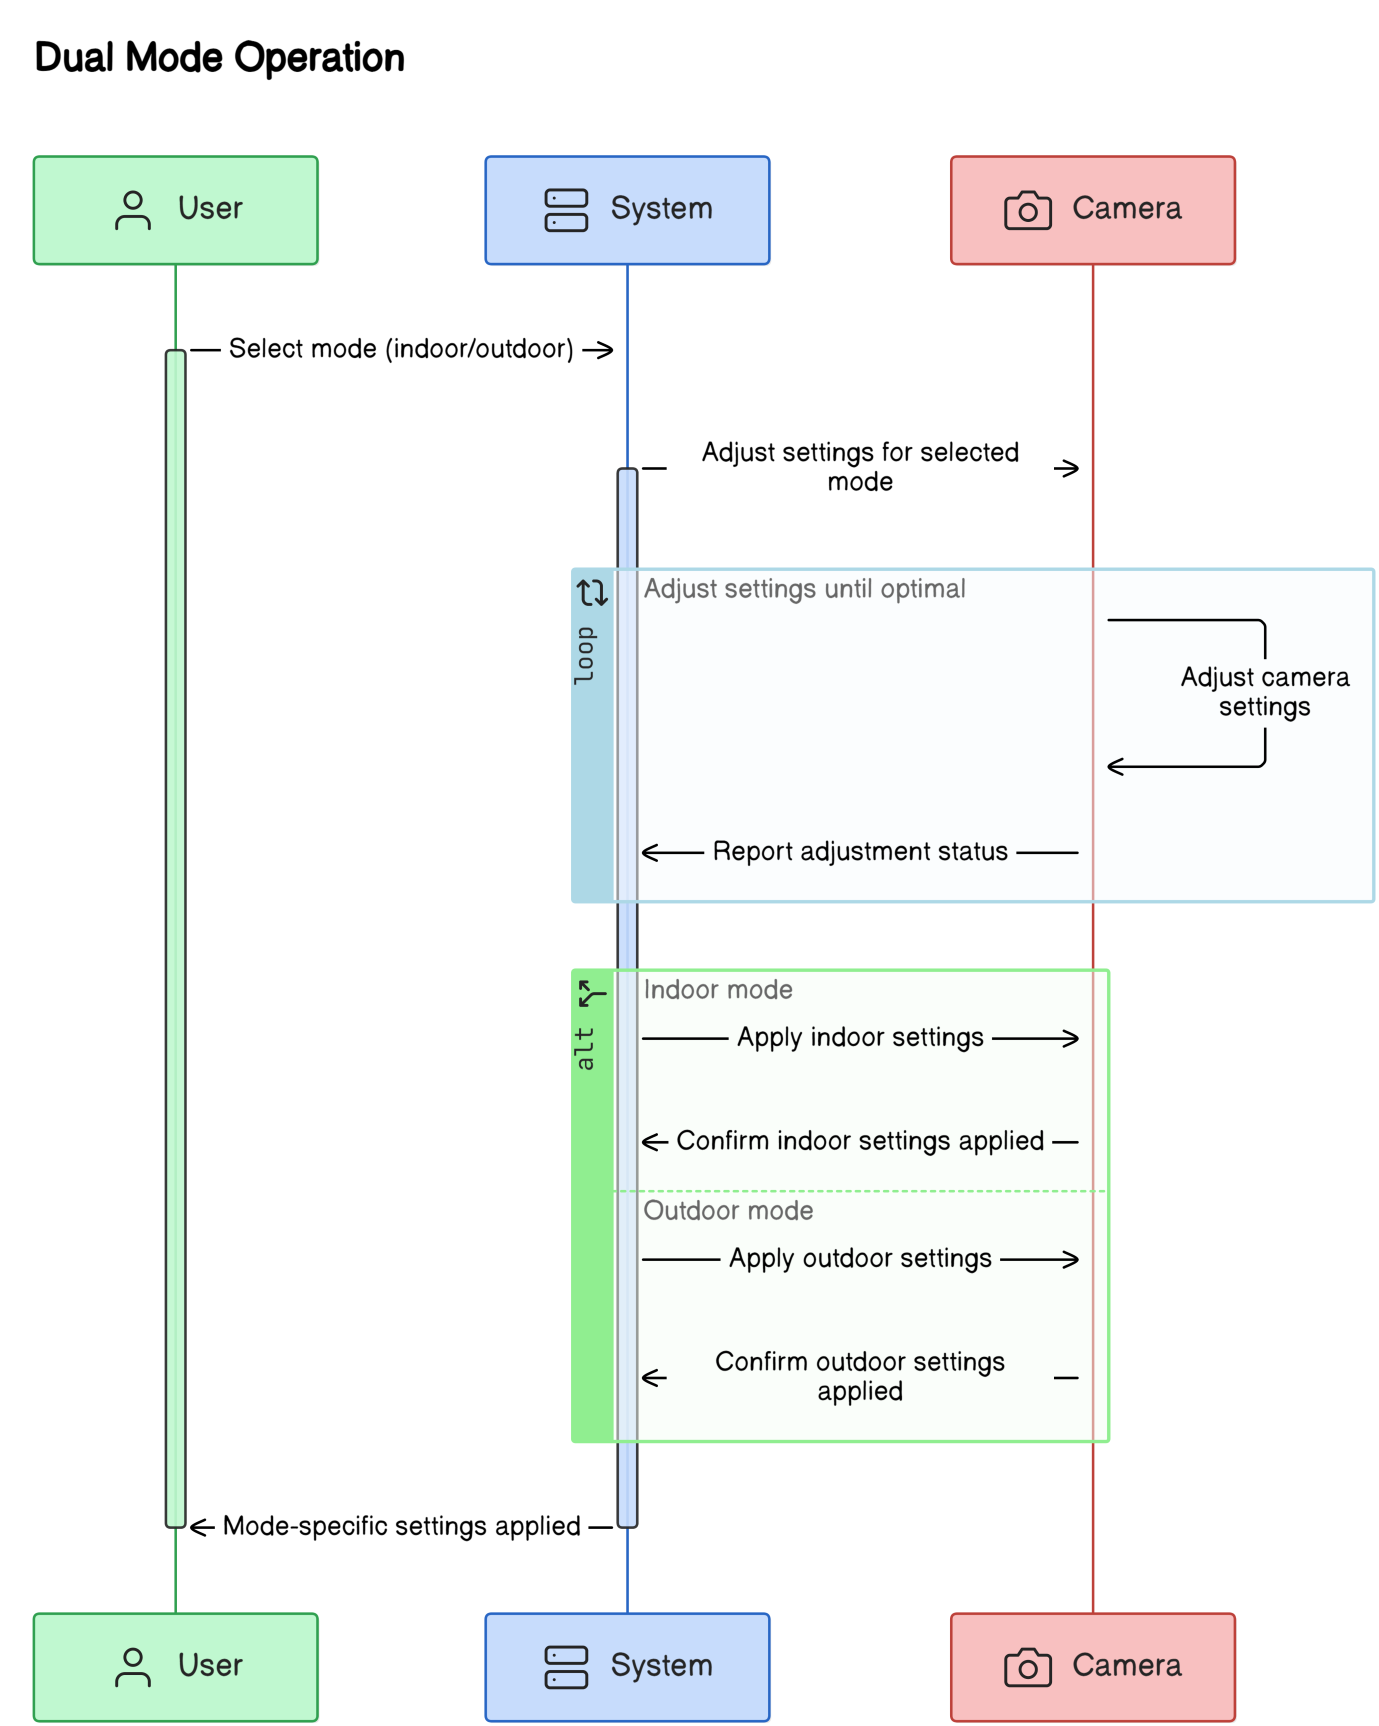 Dual Mode Operation
User
System
Camera
Select mode (indoor/outdoor)
Adjust settings for selected
mode
loop
Adjust settings until optimal
Adjust camera
settings
Report adjustment status
alt
Indoor mode
Apply indoor settings
Confirm indoor settings applied
Outdoor mode
Apply outdoor settings
Confirm outdoor settings
applied
Mode-specific settings applied
User
System
Camera